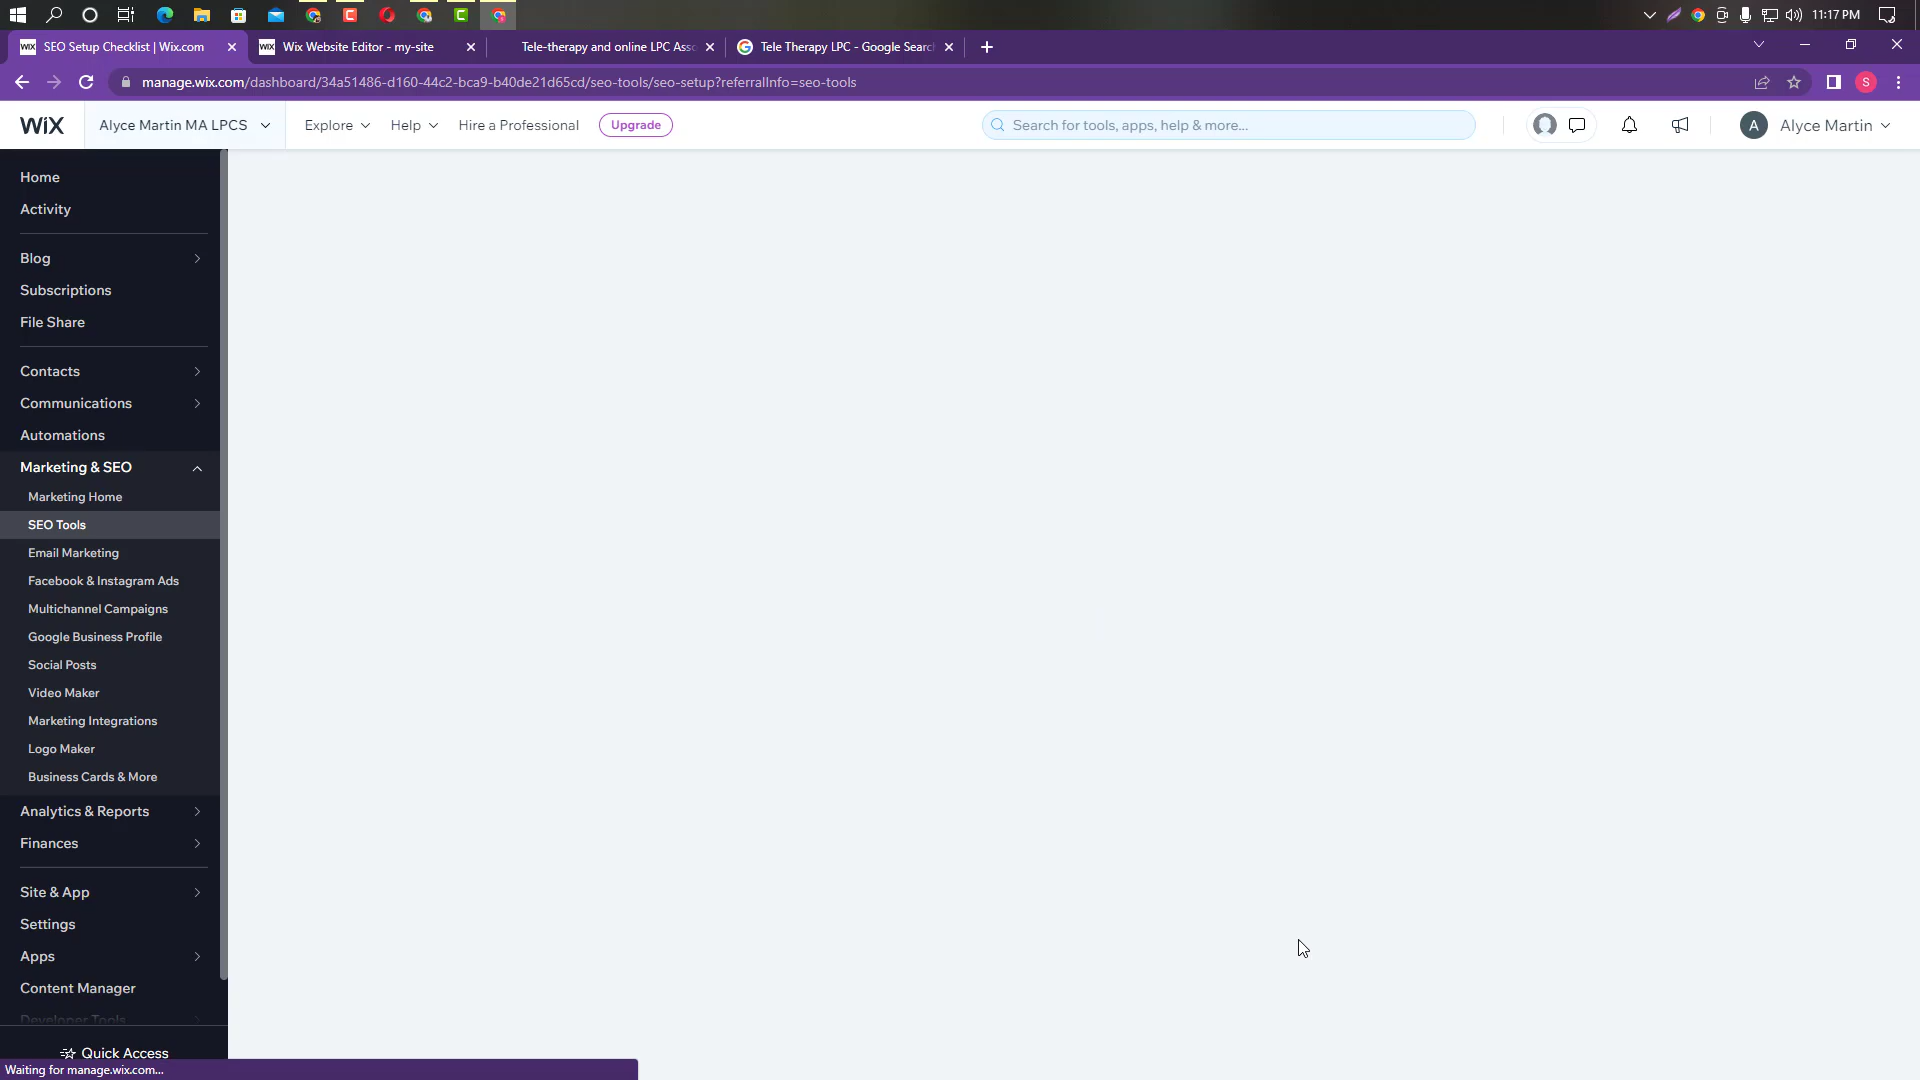 11:17 PM
SEO Setup Checklist | Wix.com
Wix Website Editor - my-site
Tele-therapy and online LPC Asso
Tele Therapy LPC - Google Search
manage.wix.com/dashboard/34a51486-d160-44c2-bca9-b40de21d65cd/seo-tools/seo-setup?referralInfo=seo-tools
S
WIX
Alyce Martin MA LPCS
Explore
Help
Hire a Professional
Upgrade
Search for tools, apps, help & more...
A
Alyce Martin
Home
Activity
Blog
Subscriptions
File Share
Contacts
Communications
Automations
Marketing & SEO
Marketing Home
SEO Tools
Email Marketing
Facebook & Instagram Ads
Multichannel Campaigns
Google Business Profile
Social Posts
Video Maker
Marketing Integrations
Logo Maker
Business Cards & More
Analytics & Reports
Finances
Site & App
Settings
Apps
Content Manager
Developer Tools
Quick Access
Waiting for manage.wix.com...